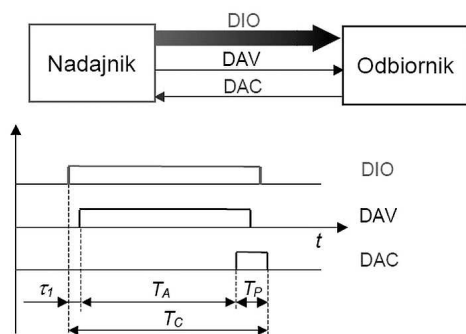 DIO
Nadajnik
DAV
Odbiornik
DAC
DIO
DAV
t
DAC
τ1 TA TP
TC